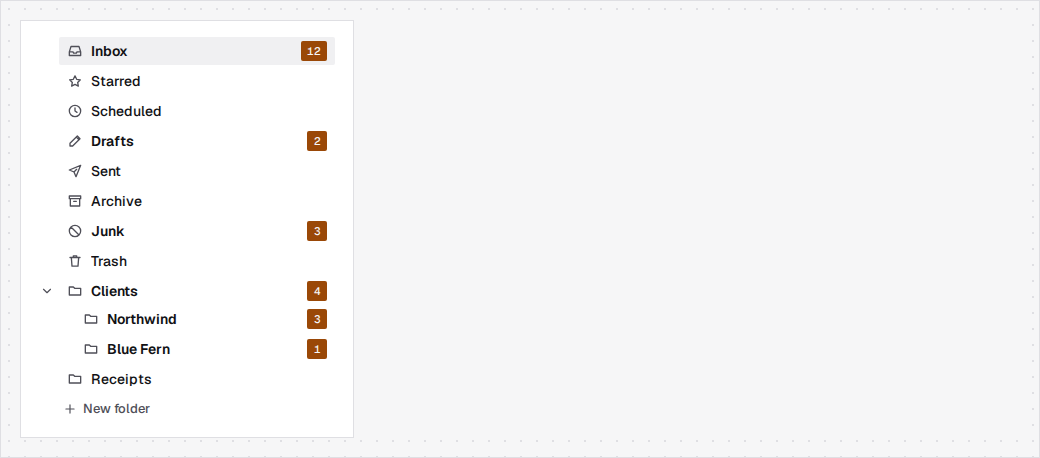 Inbox 12
Starred
Scheduled
Drafts 2
Sent
Archive
Junk 3
Trash
Clients 4
Northwind 3
Blue Fern 1
Receipts
New folder